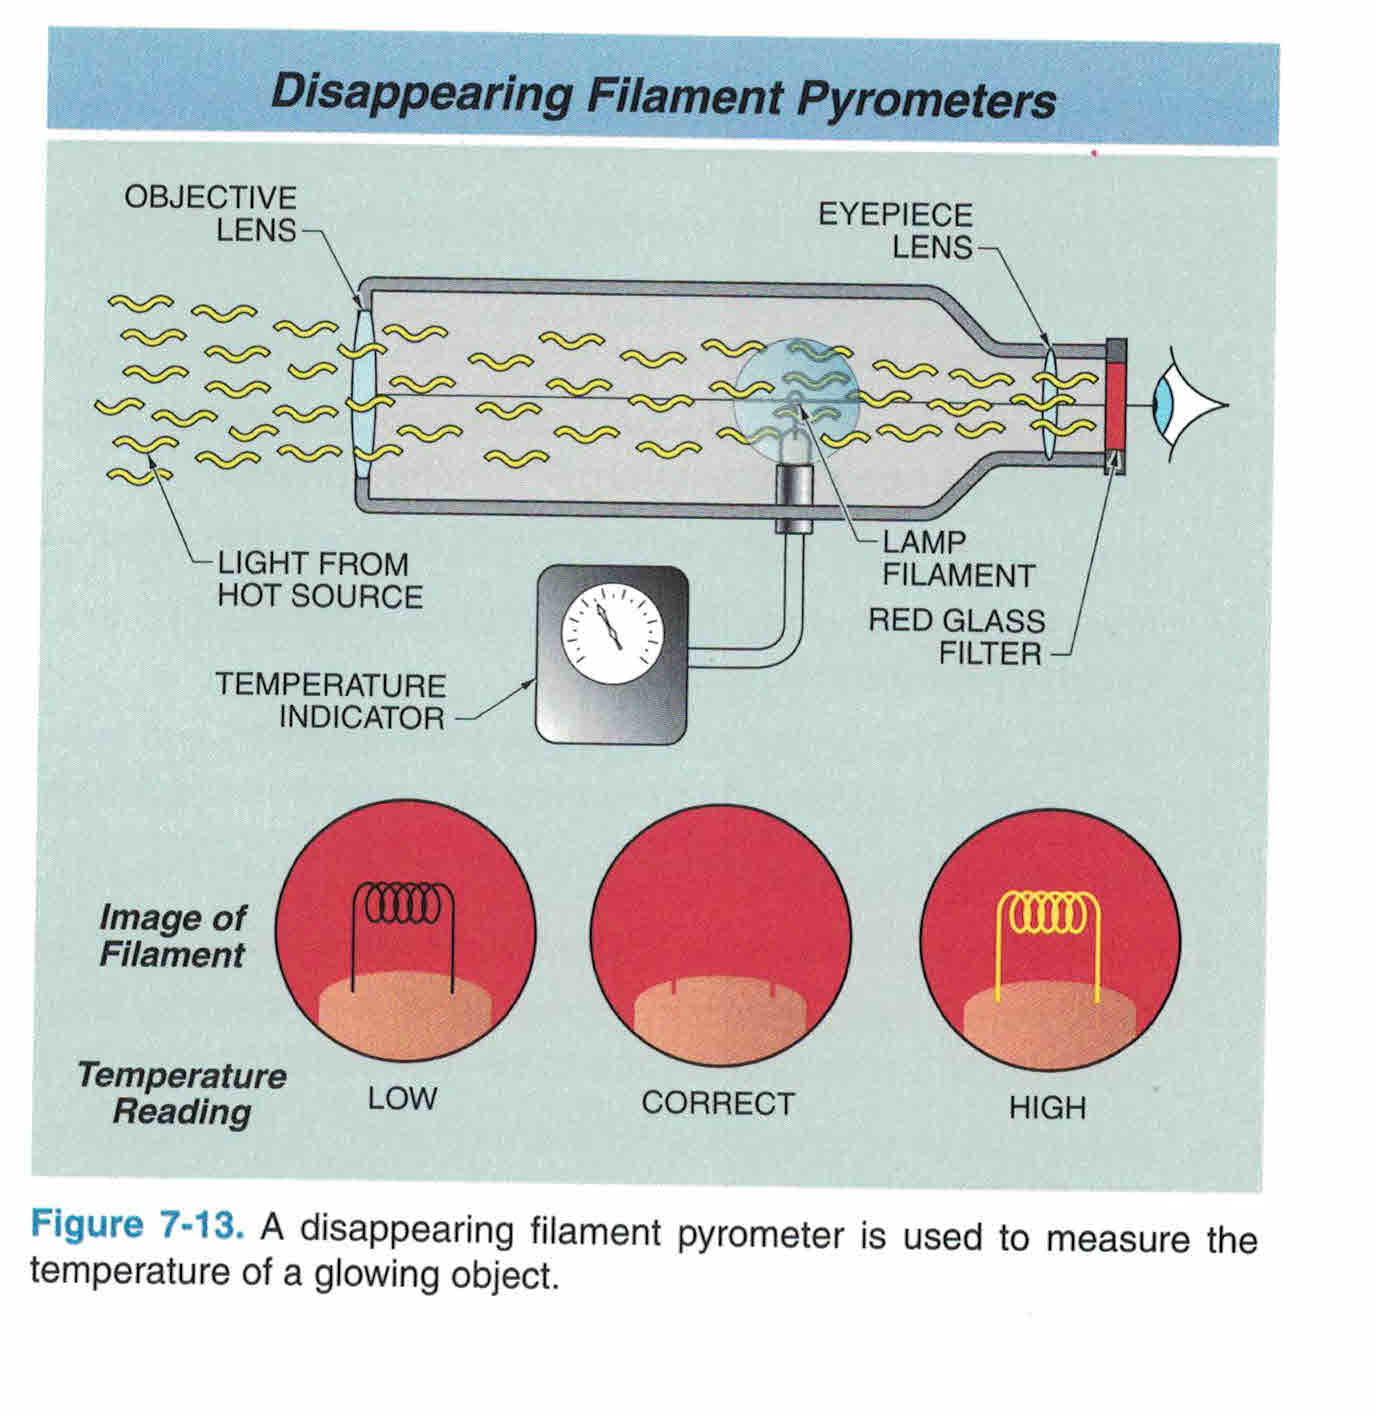 Disappearing Filament Pyrometers
OBJECTIVE
LENS
EYEPIECE
LENS
LIGHT FROM
HOT SOURCE
LAMP
FILAMENT
RED GLASS
FILTER
TEMPERATURE
INDICATOR
Image of
Filament
Temperature
Reading
LOW
CORRECT
HIGH
Figure 7-13. A disappearing filament pyrometer is used to measure the
temperature of a glowing object.